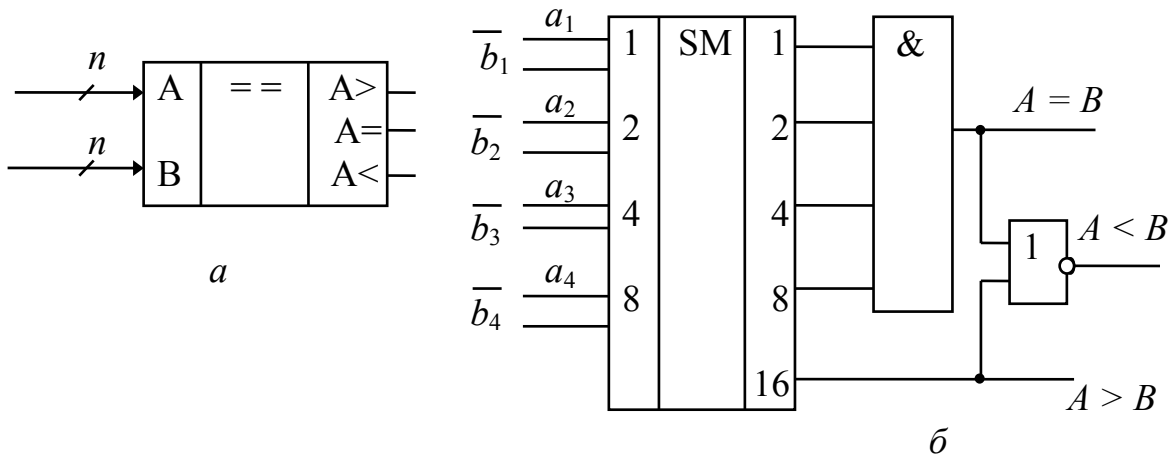 n
A == A>
A=
n
B A<
а
a₁
b̅₁ 1 SM 1 &
a₂
b̅₂ 2 2
A = B
a₃
b̅₃ 4 4
1 A < B
a₄
b̅₄ 8 8
16
A > B
б